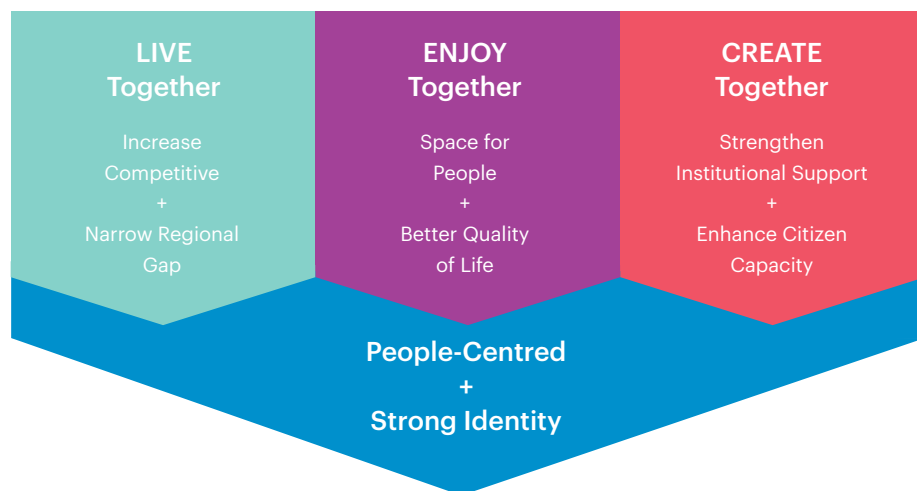 LIVE
Together
Increase
Competitive
+
Narrow Regional
Gap
ENJOY
Together
Space for
People
+
Better Quality
of Life
CREATE
Together
Strengthen
Institutional Support
+
Enhance Citizen
Capacity
People-Centred
+
Strong Identity